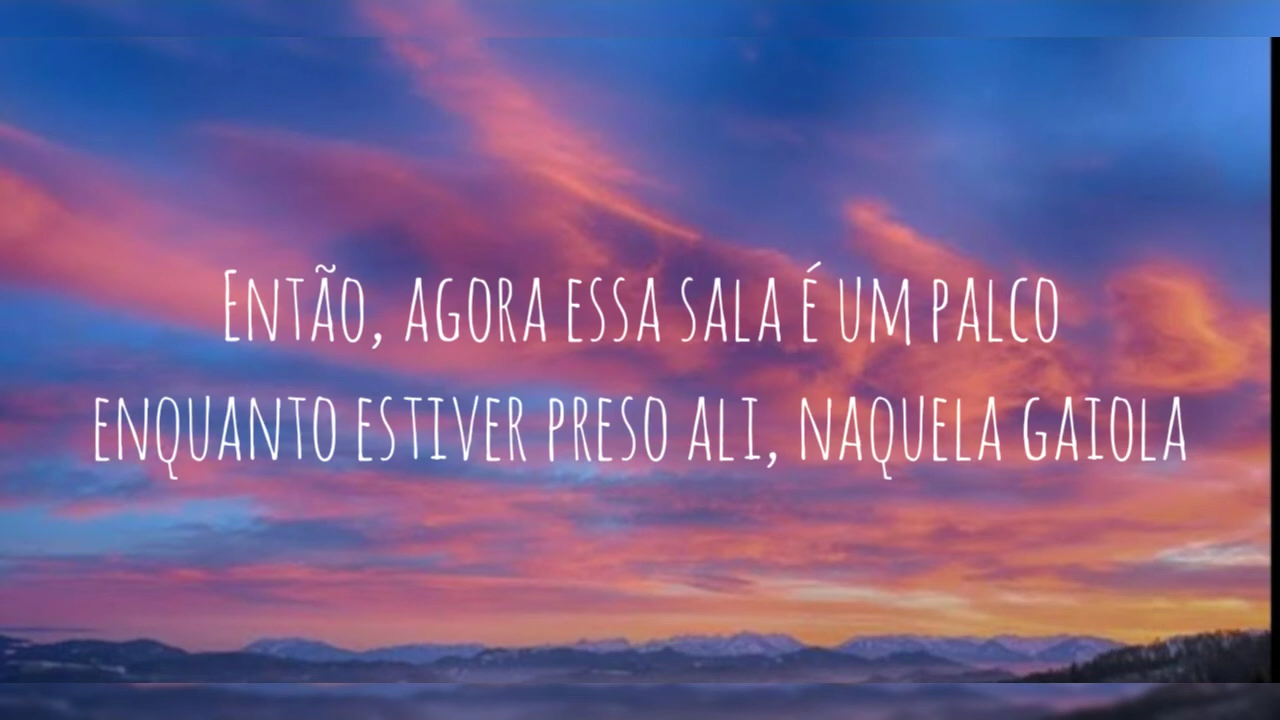 Então, agora essa sala é um palco
enquanto estiver preso ali, naquela gaiola